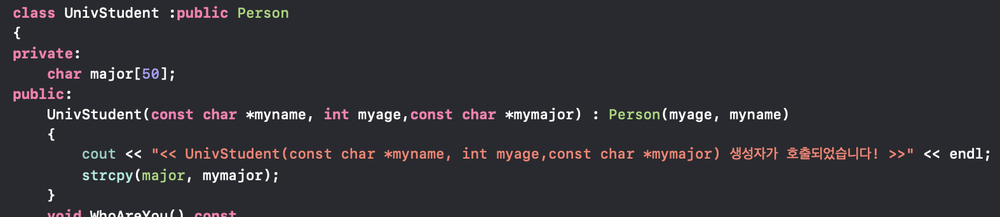 class UnivStudent :public Person
{
private:
    char major[50];
public:
    UnivStudent(const char *myname, int myage,const char *mymajor) : Person(myage, myname)
    {
        cout << "<< UnivStudent(const char *myname, int myage,const char *mymajor) 생성자가 호출되었습니다! >>" << endl;
        strcpy(major, mymajor);
    }
    void WhoAreYou() const